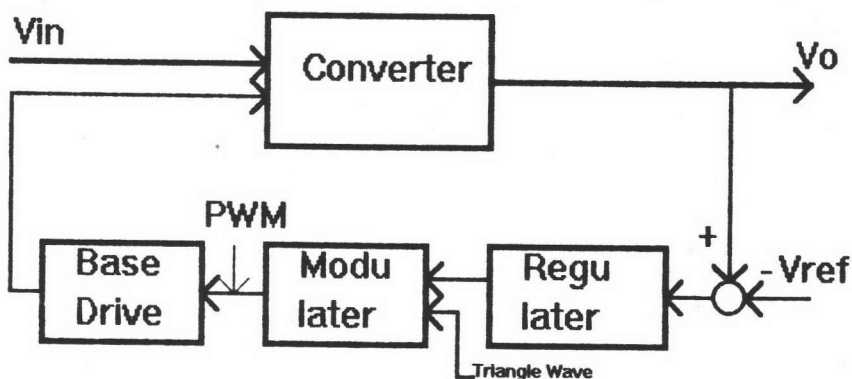 Vin
Converter
Vo
PWM
+
- Vref
Base
Drive
Modu
later
Regu
later
Triangle Wave